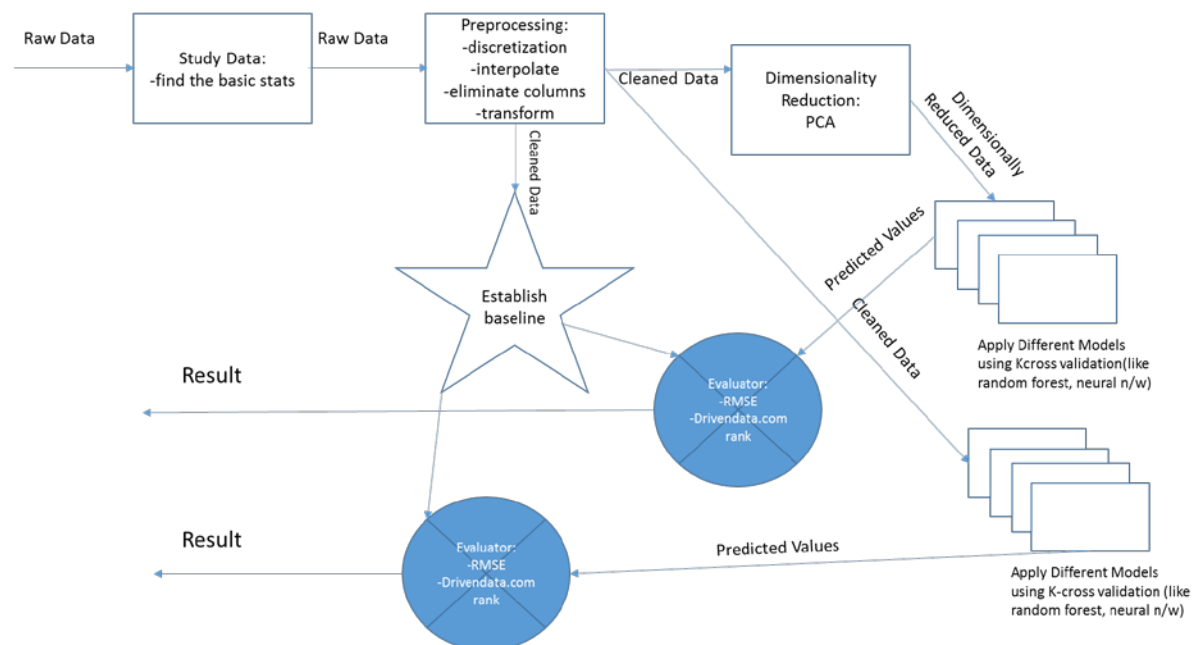 Raw Data
Study Data:
-find the basic stats
Raw Data
Preprocessing:
-discretization
-interpolate
-eliminate columns
-transform
Cleaned Data
Dimensionality
Reduction:
PCA
Dimensionally
Reduced Data
Cleaned Data
Establish
baseline
Predicted Values
Cleaned Data
Apply Different Models
using Kcross validation(like
random forest, neural n/w)
Evaluator:
-RMSE
-Drivendata.com
rank
Result
Evaluator:
-RMSE
-Drivendata.com
rank
Result
Predicted Values
Apply Different Models
using K-cross validation (like
random forest, neural n/w)